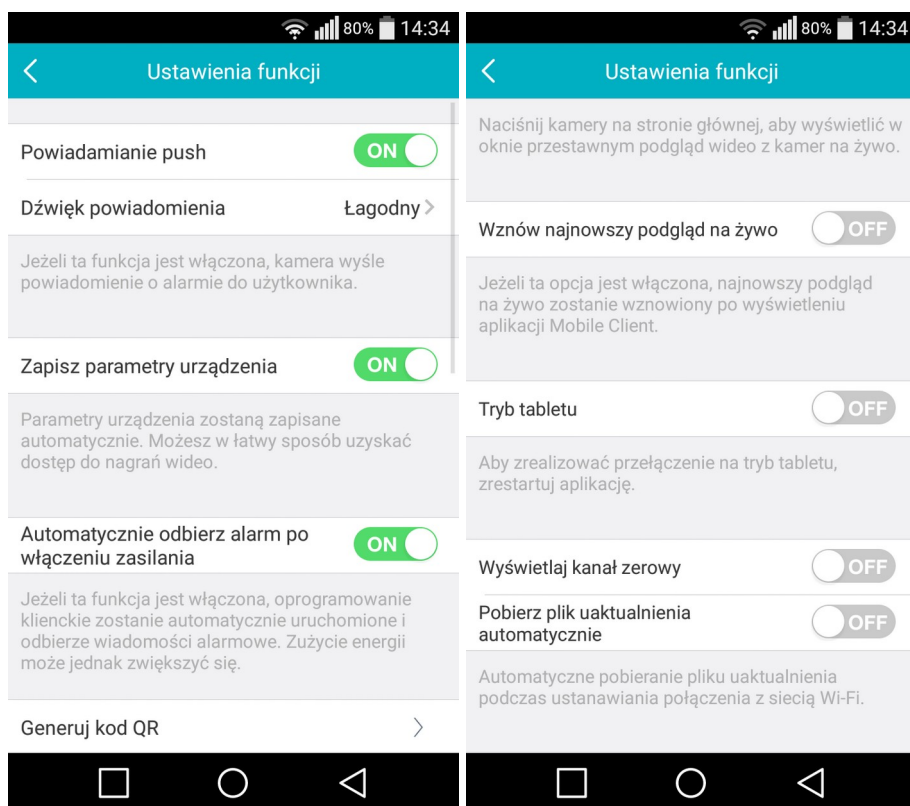 80% 14:34
Ustawienia funkcji
Powiadamianie push ON
Dźwięk powiadomienia Łagodny
Jeżeli ta funkcja jest włączona, kamera wyśle
powiadomienie o alarmie do użytkownika.
Zapisz parametry urządzenia ON
Parametry urządzenia zostaną zapisane
automatycznie. Możesz w łatwy sposób uzyskać
dostęp do nagrań wideo.
Automatycznie odbierz alarm po
włączeniu zasilania ON
Jeżeli ta funkcja jest włączona, oprogramowanie
klienckie zostanie automatycznie uruchomione i
odbierze wiadomości alarmowe. Zużycie energii
może jednak zwiększyć się.
Generuj kod QR
80% 14:34
Ustawienia funkcji
Naciśnij kamery na stronie głównej, aby wyświetlić w
oknie przestawnym podgląd wideo z kamer na żywo.
Wznów najnowszy podgląd na żywo OFF
Jeżeli ta opcja jest włączona, najnowszy podgląd
na żywo zostanie wznowiony po wyświetleniu
aplikacji Mobile Client.
Tryb tabletu OFF
Aby zrealizować przełączenie na tryb tabletu,
zrestartuj aplikację.
Wyświetlaj kanał zerowy OFF
Pobierz plik uaktualnienia
automatycznie OFF
Automatyczne pobieranie pliku uaktualnienia
podczas ustanawiania połączenia z siecią Wi-Fi.